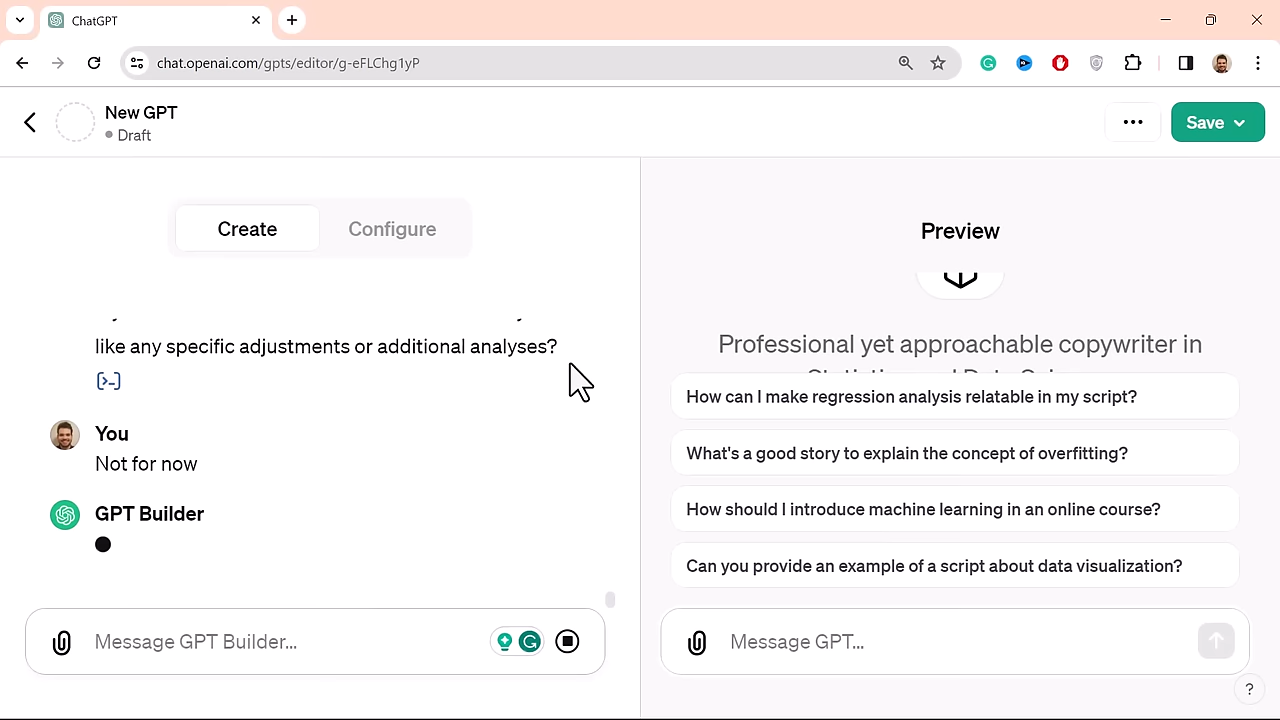 ChatGPT
chat.openai.com/gpts/editor/g-eFLChg1yP
New GPT
Draft
Save
Create
Configure
like any specific adjustments or additional analyses?
You
Not for now
GPT Builder
Message GPT Builder...
Preview
Professional yet approachable copywriter in
How can I make regression analysis relatable in my script?
What's a good story to explain the concept of overfitting?
How should I introduce machine learning in an online course?
Can you provide an example of a script about data visualization?
Message GPT...
?